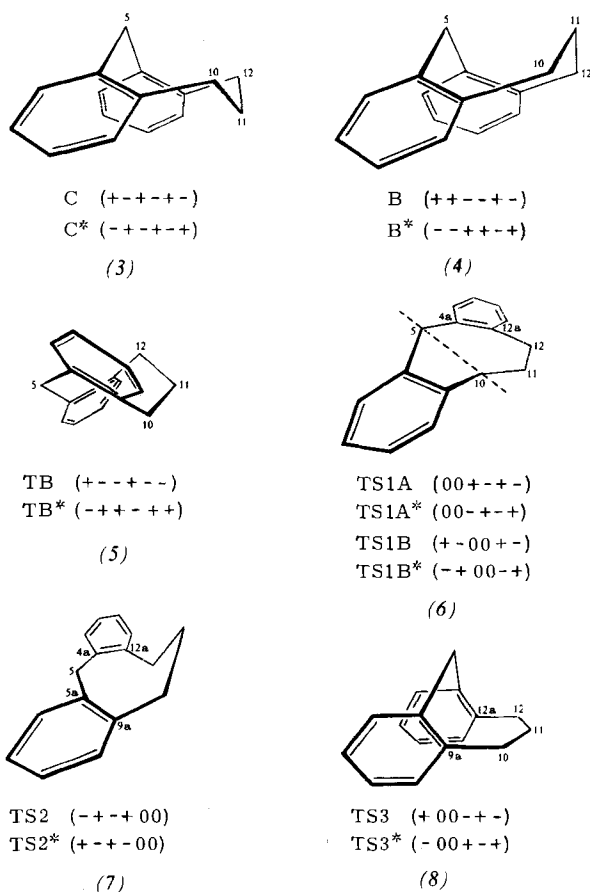 5
10
12
11
C (+-+-+-)
C* (-+-+-+)
(3)
5
11
10
12
B (++--+-)
B* (--++-+)
(4)
5
12
11
10
TB (+--+--)
TB* (-++-++)
(5)
4a
5
12a
12
11
10
TS1A (00+-+-)
TS1A* (00-+-+)
TS1B (+-00+-)
TS1B* (-+00-+)
(6)
4a
12a
5
5a
9a
TS2 (-+-+00)
TS2* (+-+-00)
(7)
12a
12
11
10
9a
TS3 (+00-+-)
TS3* (-00+-+)
(8)